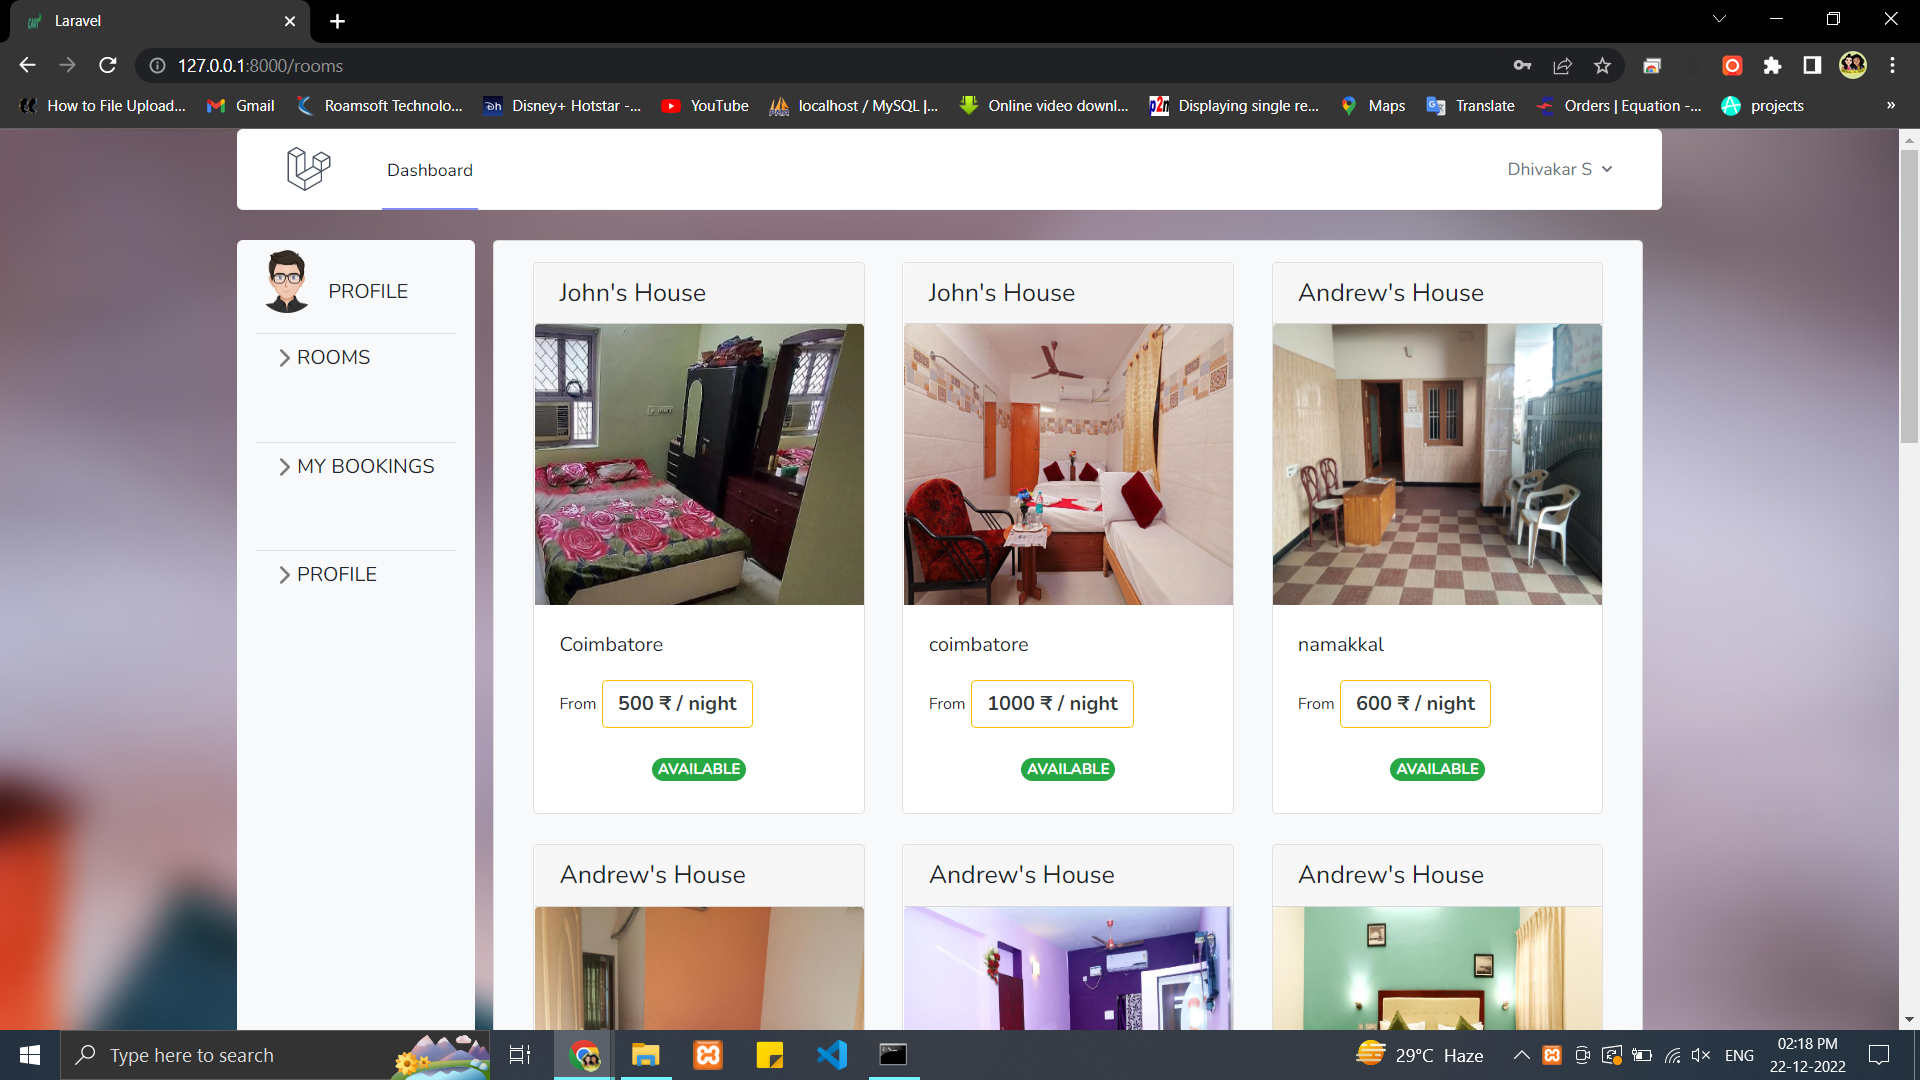 Laravel
127.0.0.1:8000/rooms
How to File Upload...
Gmail
Roamsoft Technolo...
Disney+ Hotstar -...
YouTube
localhost / MySQL |...
Online video downl...
Displaying single re...
Maps
Translate
Orders | Equation -...
projects
»
Dashboard
Dhivakar S
PROFILE
ROOMS
MY BOOKINGS
PROFILE
John's House
Coimbatore
From 500 ₹ / night
AVAILABLE
John's House
coimbatore
From 1000 ₹ / night
AVAILABLE
Andrew's House
namakkal
From 600 ₹ / night
AVAILABLE
Andrew's House
Andrew's House
Andrew's House
Type here to search
29°C Haze
ENG
02:18 PM
22-12-2022